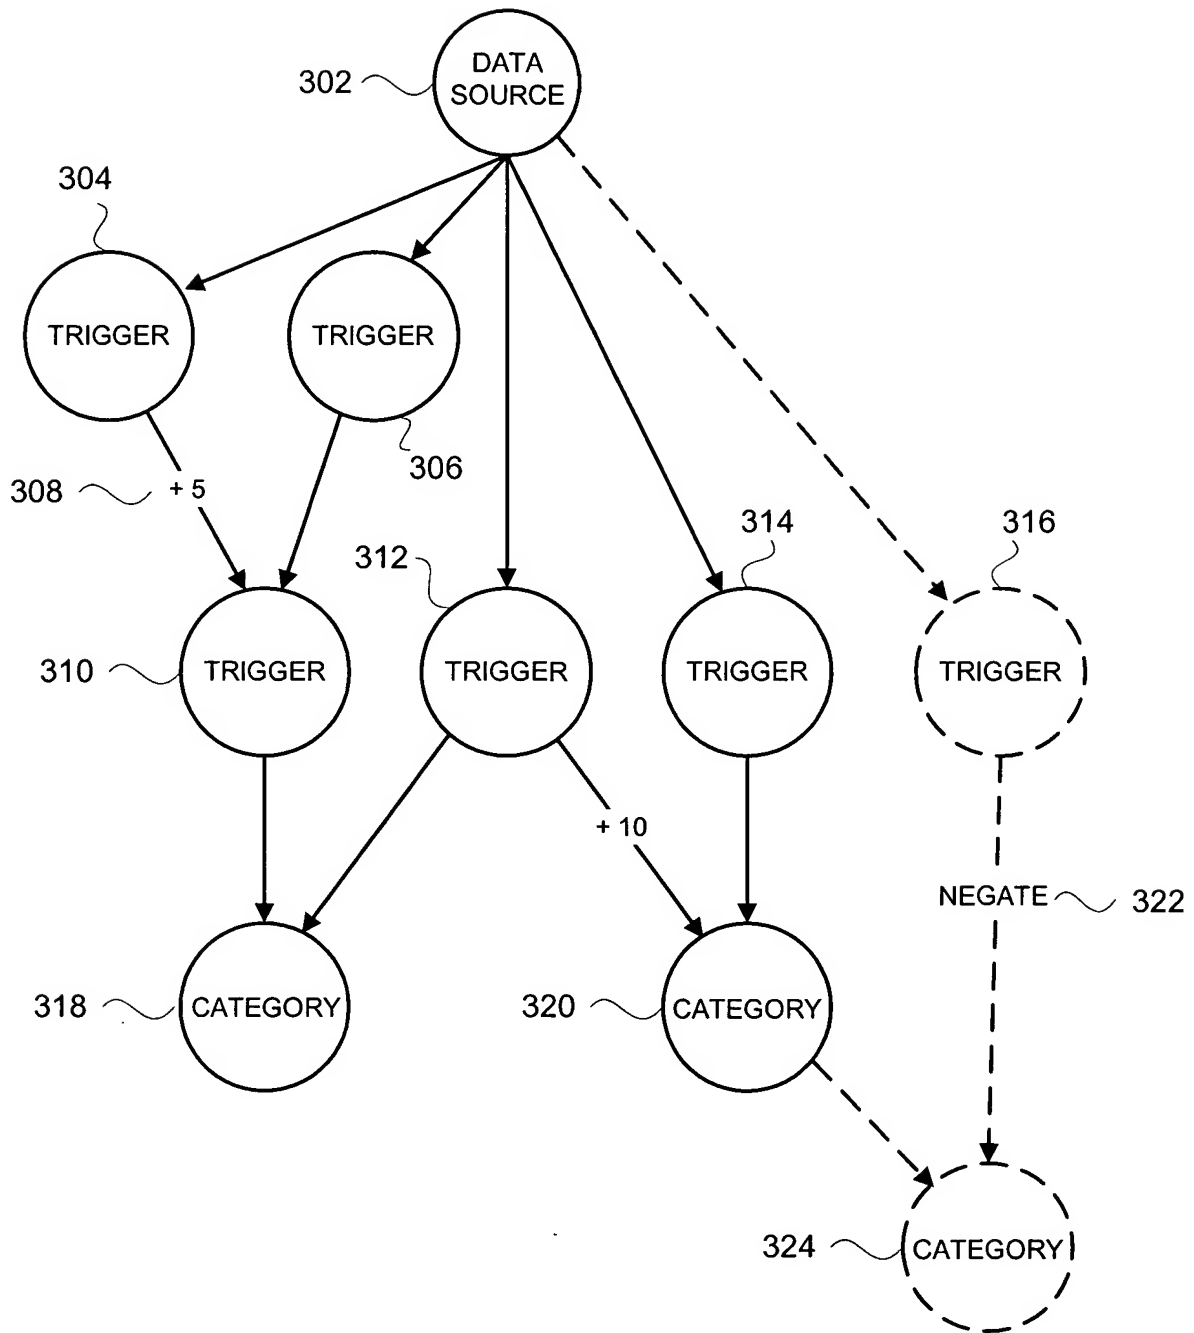 302
DATA
SOURCE
304
TRIGGER
TRIGGER
306
308
+ 5
312
314
316
310
TRIGGER
TRIGGER
TRIGGER
TRIGGER
+ 10
NEGATE
322
318
CATEGORY
320
CATEGORY
324
CATEGORY